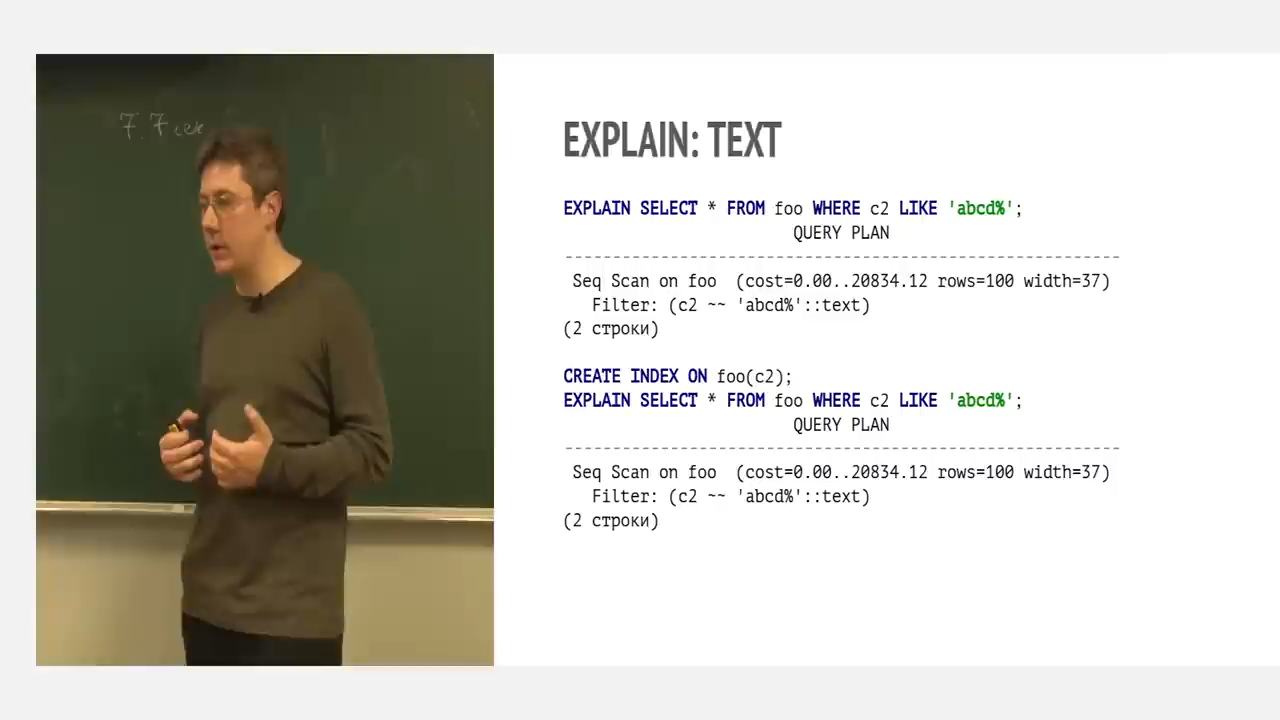 7.7 сек
EXPLAIN: TEXT
EXPLAIN SELECT * FROM foo WHERE c2 LIKE 'abcd%';
QUERY PLAN
---------------------------------------------------------
Seq Scan on foo (cost=0.00..20834.12 rows=100 width=37)
Filter: (c2 ~~ 'abcd%'::text)
(2 строки)
CREATE INDEX ON foo(c2);
EXPLAIN SELECT * FROM foo WHERE c2 LIKE 'abcd%';
QUERY PLAN
---------------------------------------------------------
Seq Scan on foo (cost=0.00..20834.12 rows=100 width=37)
Filter: (c2 ~~ 'abcd%'::text)
(2 строки)